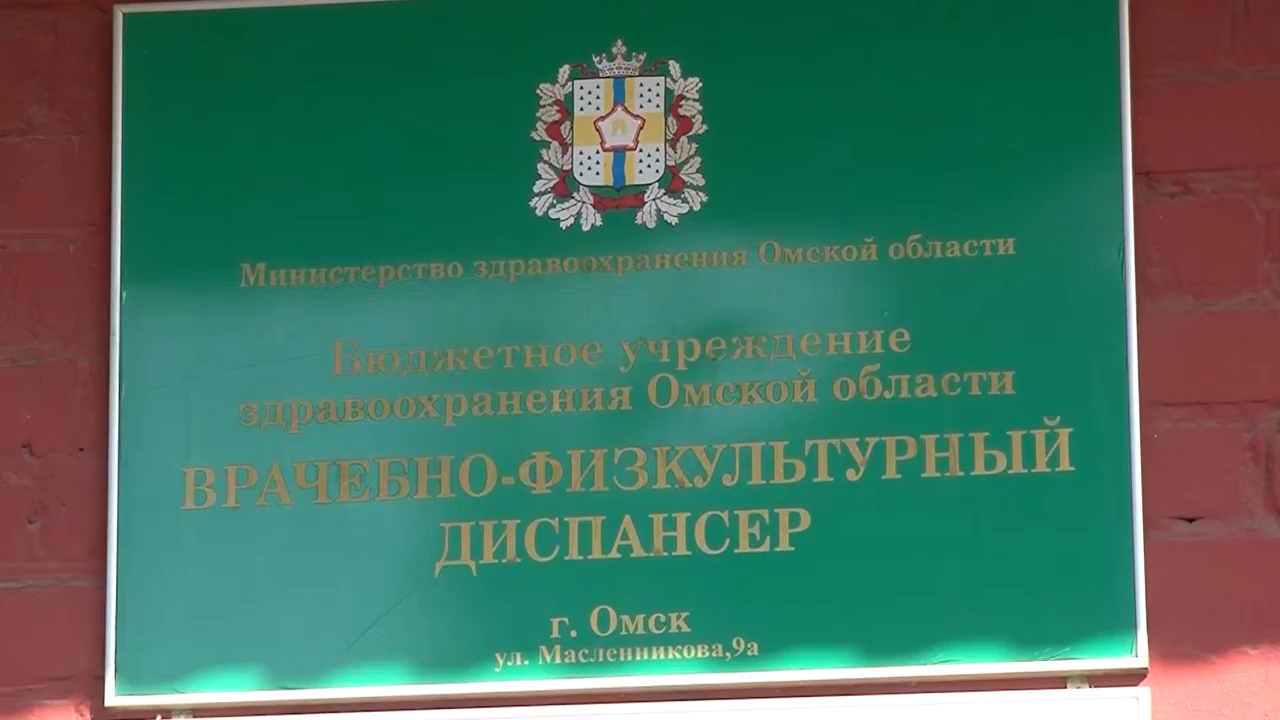 Министерство здравоохранения Омской области
Бюджетное учреждение
здравоохранения Омской области
ВРАЧЕБНО-ФИЗКУЛЬТУРНЫЙ
ДИСПАНСЕР
г. Омск
ул. Масленникова,9а